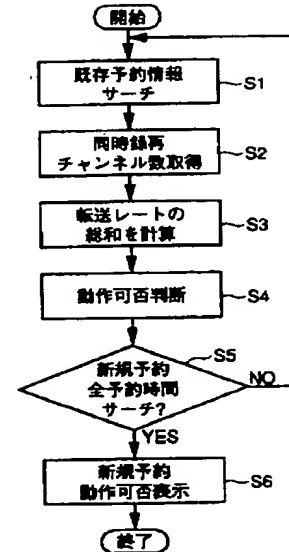 開始
既存予約情報
サーチ
S1
同時録再
チャンネル数取得
S2
転送レートの
総和を計算
S3
動作可否判断
S4
新規予約
全予約時間
サーチ?
S5
NO
YES
新規予約
動作可否表示
S6
終了